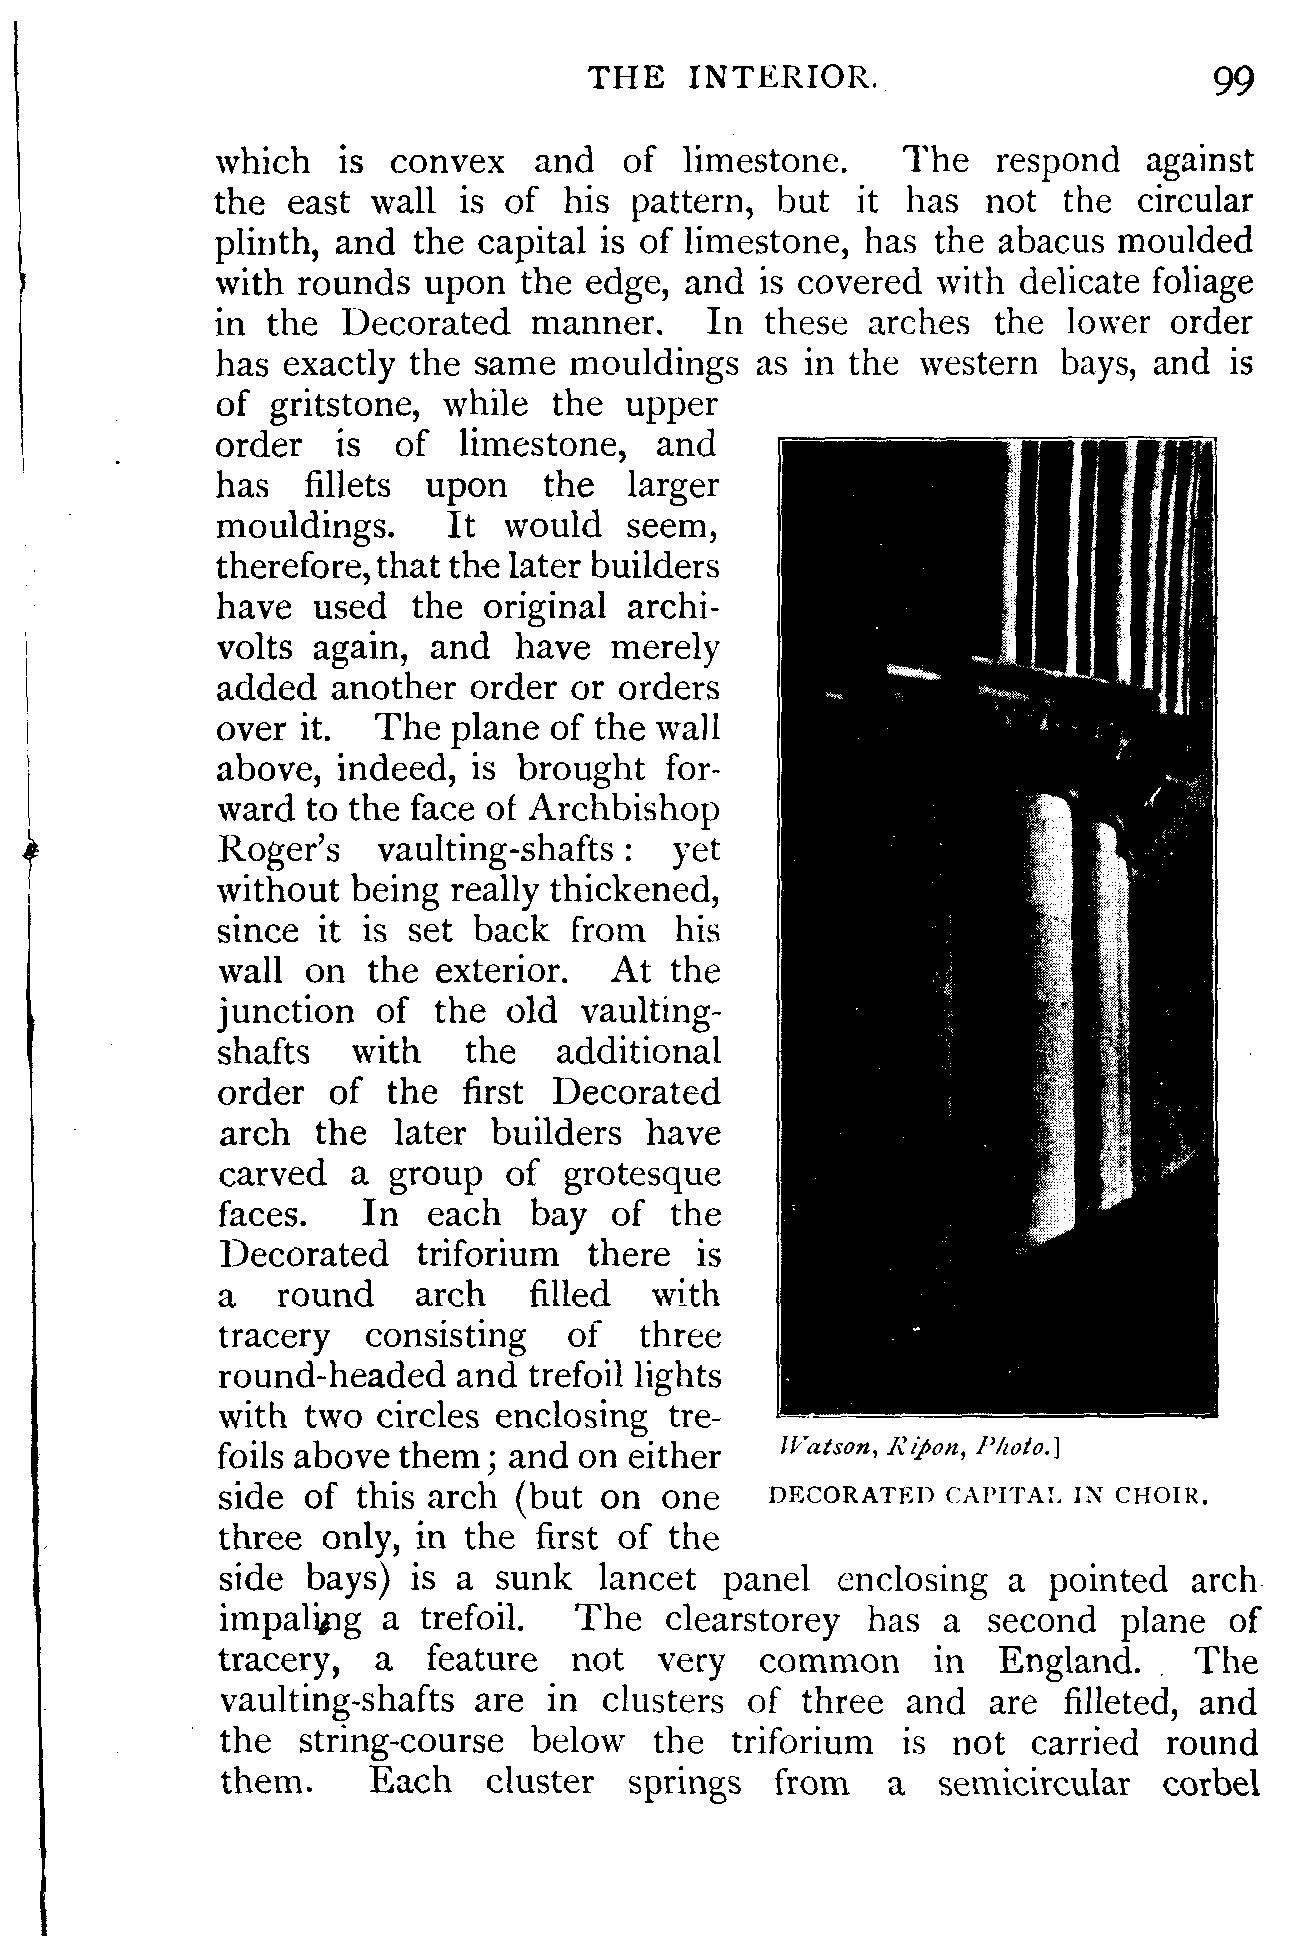 THE INTERIOR. 99
which is convex and of limestone. The respond against
the east wall is of his pattern, but it has not the circular
plinth, and the capital is of limestone, has the abacus moulded
with rounds upon the edge, and is covered with delicate foliage
in the Decorated manner. In these arches the lower order
has exactly the same mouldings as in the western bays, and is
of gritstone, while the upper
order is of limestone, and
has fillets upon the larger
mouldings. It would seem,
therefore, that the later builders
have used the original archi-
volts again, and have merely
added another order or orders
over it. The plane of the wall
above, indeed, is brought for-
ward to the face of Archbishop
Roger's vaulting-shafts: yet
without being really thickened,
since it is set back from his
wall on the exterior. At the
junction of the old vaulting-
shafts with the additional
order of the first Decorated
arch the later builders have
carved a group of grotesque
faces. In each bay of the
Decorated triforium there is
a round arch filled with
tracery consisting of three
round-headed and trefoil lights
with two circles enclosing tre-
foils above them; and on either
side of this arch (but on one
three only, in the first of the
side bays) is a sunk lancet panel enclosing a pointed arch
impaling a trefoil. The clearstorey has a second plane of
tracery, a feature not very common in England. The
vaulting-shafts are in clusters of three and are filleted, and
the string-course below the triforium is not carried round
them. Each cluster springs from a semicircular corbel
Watson, Ripon, Photo.]
DECORATED CAPITAL IN CHOIR.